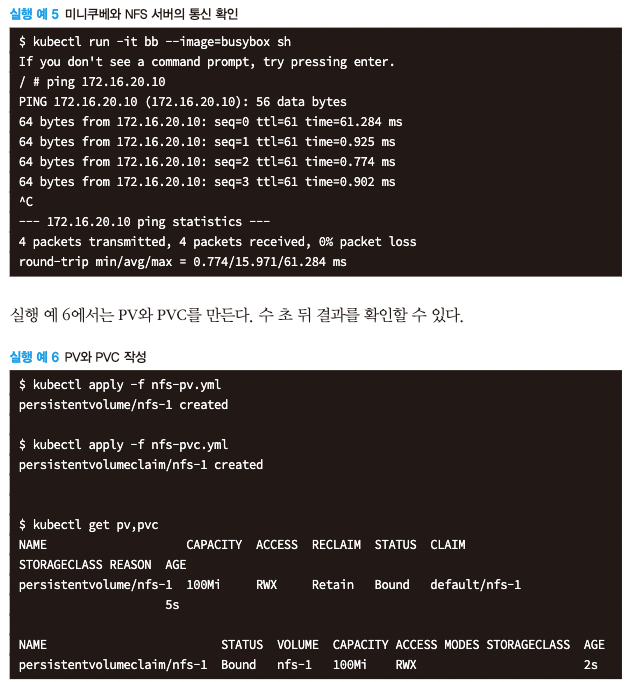 실행 예 5 미니쿠베와 NFS 서버의 통신 확인
$ kubectl run -it bb --image=busybox sh
If you don't see a command prompt, try pressing enter.
/ # ping 172.16.20.10
PING 172.16.20.10 (172.16.20.10): 56 data bytes
64 bytes from 172.16.20.10: seq=0 ttl=61 time=61.284 ms
64 bytes from 172.16.20.10: seq=1 ttl=61 time=0.925 ms
64 bytes from 172.16.20.10: seq=2 ttl=61 time=0.774 ms
64 bytes from 172.16.20.10: seq=3 ttl=61 time=0.902 ms
^C
--- 172.16.20.10 ping statistics ---
4 packets transmitted, 4 packets received, 0% packet loss
round-trip min/avg/max = 0.774/15.971/61.284 ms
실행 예 6에서는 PV와 PVC를 만든다. 수 초 뒤 결과를 확인할 수 있다.
실행 예 6 PV와 PVC 작성
$ kubectl apply -f nfs-pv.yml
persistentvolume/nfs-1 created
$ kubectl apply -f nfs-pvc.yml
persistentvolumeclaim/nfs-1 created
$ kubectl get pv,pvc
NAME CAPACITY ACCESS RECLAIM STATUS CLAIM
STORAGECLASS REASON AGE
persistentvolume/nfs-1 100Mi RWX Retain Bound default/nfs-1
5s
NAME STATUS VOLUME CAPACITY ACCESS MODES STORAGECLASS AGE
persistentvolumeclaim/nfs-1 Bound nfs-1 100Mi RWX 2s